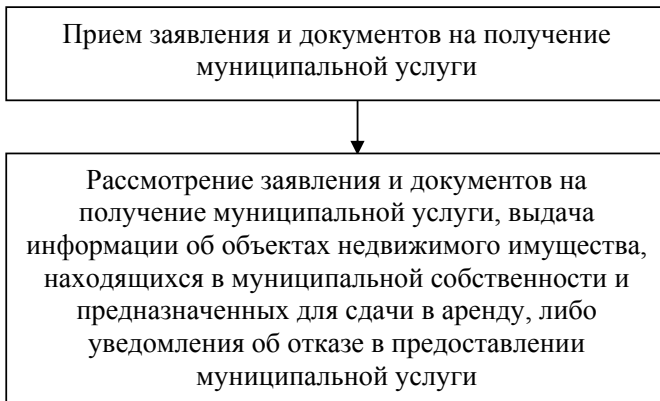 Прием заявления и документов на получение
муниципальной услуги
Рассмотрение заявления и документов на
получение муниципальной услуги, выдача
информации об объектах недвижимого имущества,
находящихся в муниципальной собственности и
предназначенных для сдачи в аренду, либо
уведомления об отказе в предоставлении
муниципальной услуги